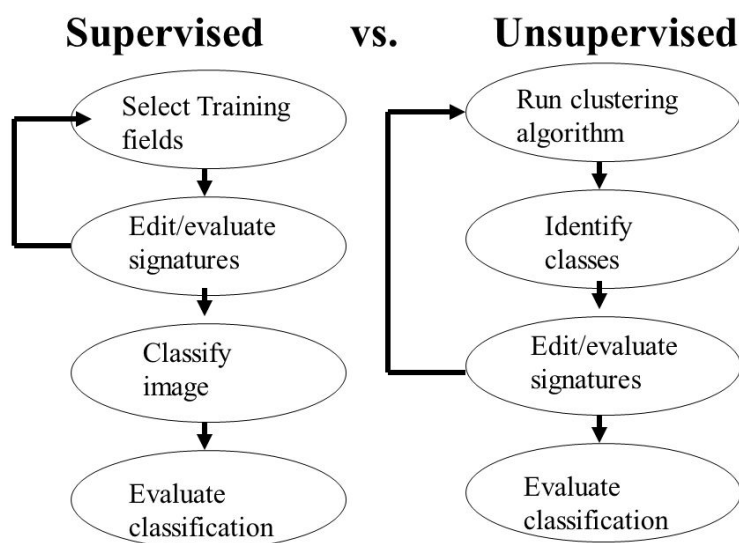 Supervised vs. Unsupervised
Select Training
fields
Edit/evaluate
signatures
Classify
image
Evaluate
classification
Run clustering
algorithm
Identify
classes
Edit/evaluate
signatures
Evaluate
classification